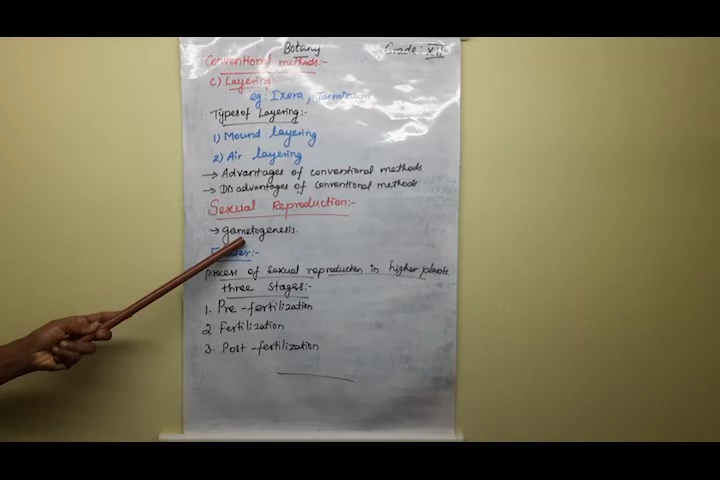 Botany
Grade: XII
Conventional methods:-
c) Layering:-
eg: Ixora,
Types of Layering:-
1) Mound layering
2) Air layering
→ Advantages of conventional methods
→ Disadvantages of conventional methods.
Sexual Reproduction:-
→ gametogenesis.
process of sexual reproduction in higher plants.
three stages:-
1. Pre-fertilization
2 Fertilization
3. Post-fertilization